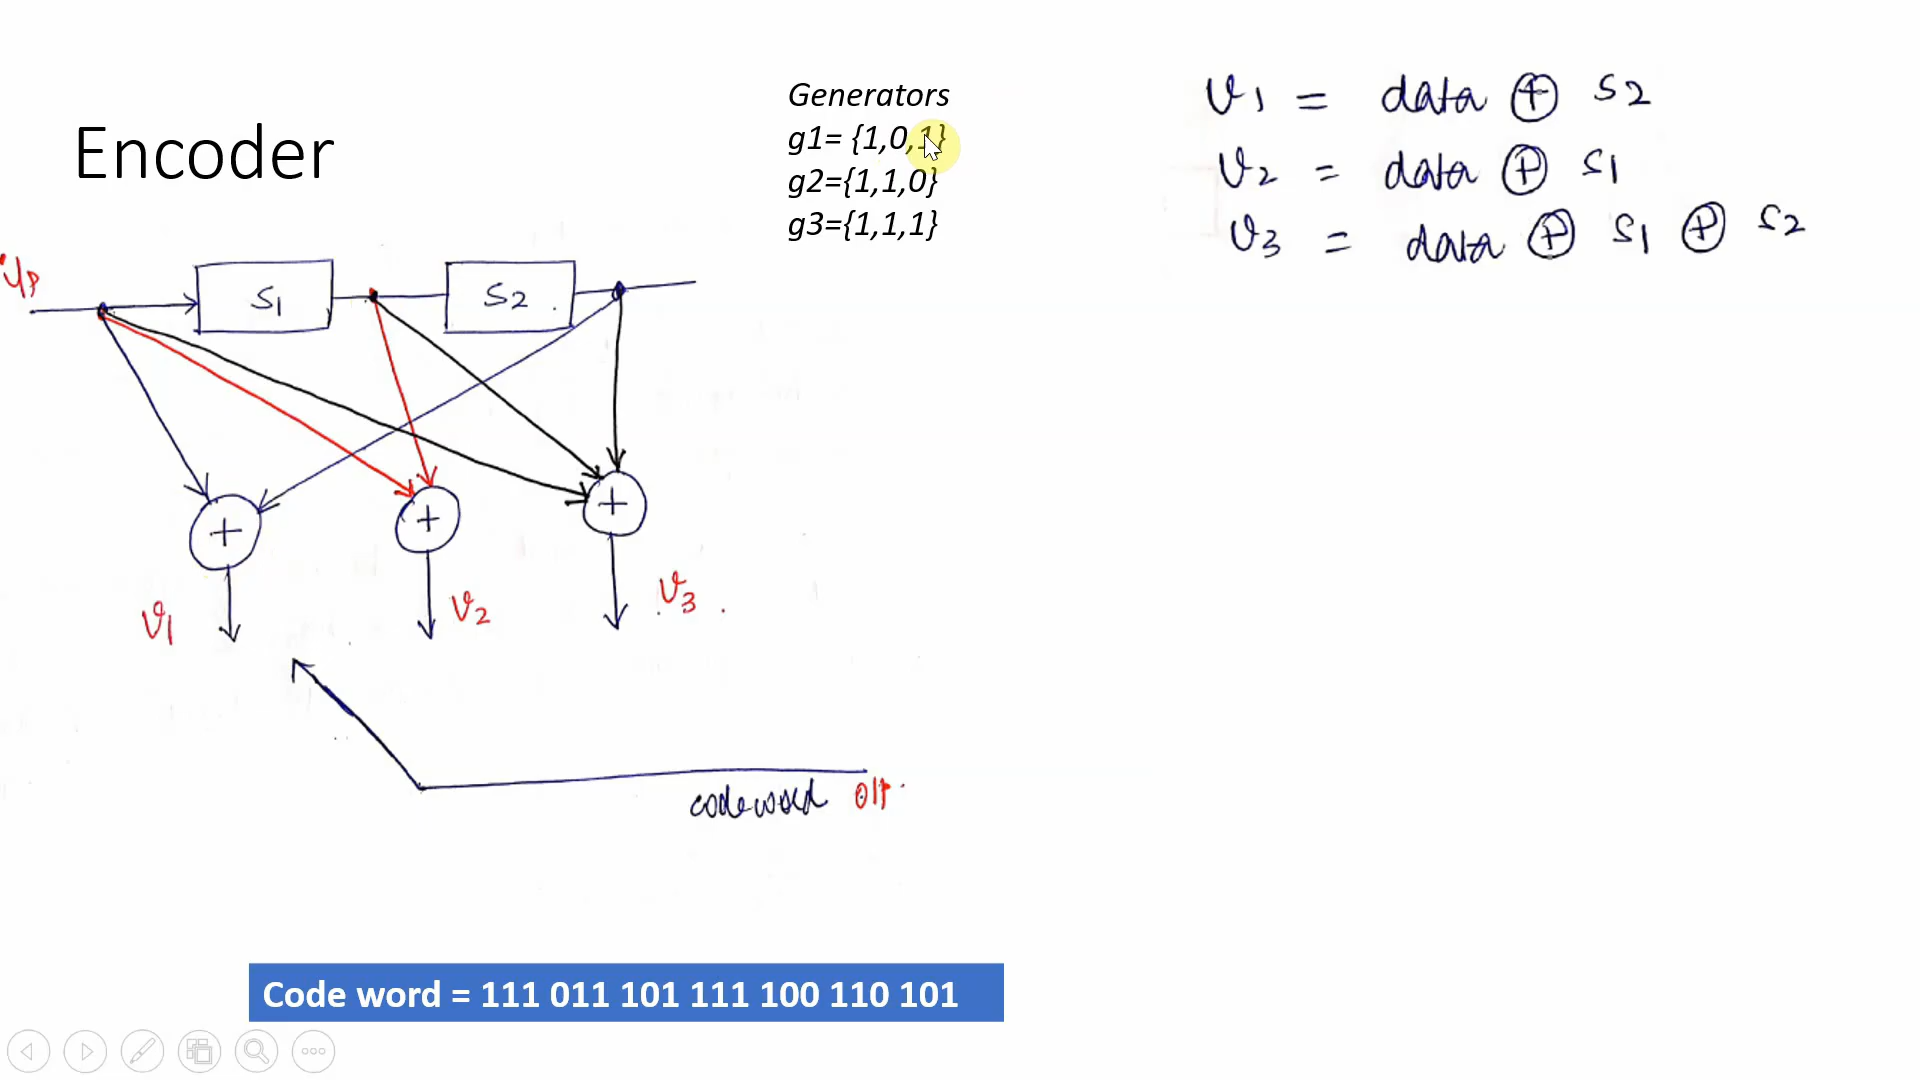 Encoder
Generators
g1= {1,0,1}
g2={1,1,0}
g3={1,1,1}
v1 = data ⊕ S2
v2 = data ⊕ S1
v3 = data ⊕ S1 ⊕ S2
i/p
S1
S2
+
+
+
v1
v2
v3
codeword o/p
Code word = 111 011 101 111 100 110 101